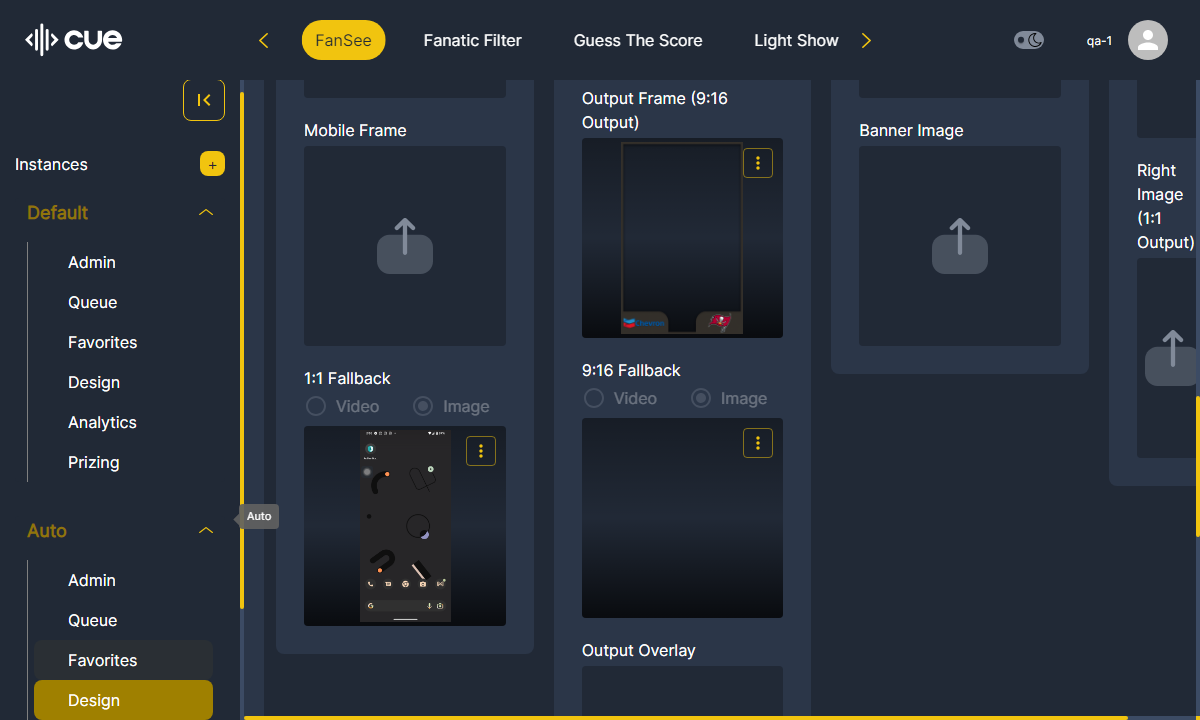 cue
FanSee
Fanatic Filter
Guess The Score
Light Show
qa-1
Instances
+
Default
Admin
Queue
Favorites
Design
Analytics
Prizing
Auto
Admin
Queue
Favorites
Design
Auto
Mobile Frame
1:1 Fallback
Video
Image
Output Frame (9:16
Output)
9:16 Fallback
Video
Image
Output Overlay
Banner Image
Right
Image
(1:1
Output)